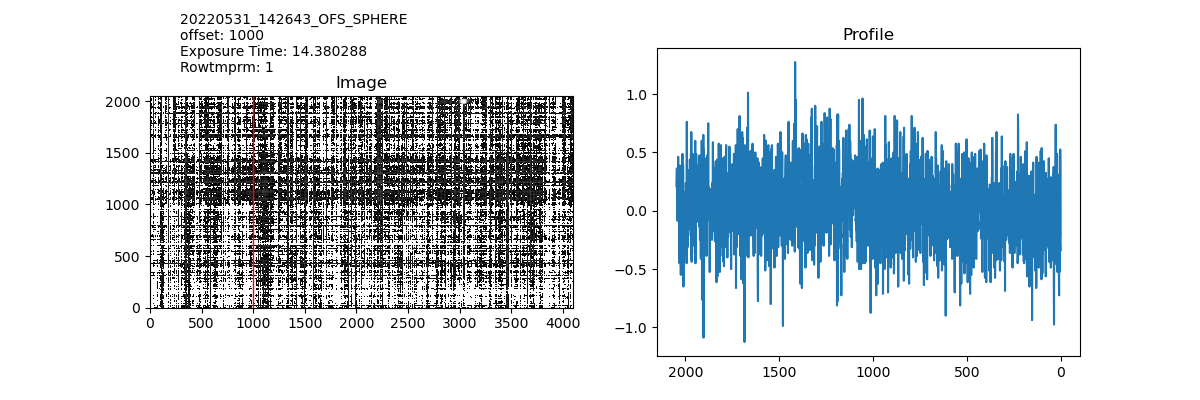 20220531_142643_OFS_SPHERE
offset: 1000
Exposure Time: 14.380288
Rowtmprm: 1
Image
2000
1500
1000
500
0
0 500 1000 1500 2000 2500 3000 3500 4000
Profile
1.0
0.5
0.0
−0.5
−1.0
2000 1500 1000 500 0